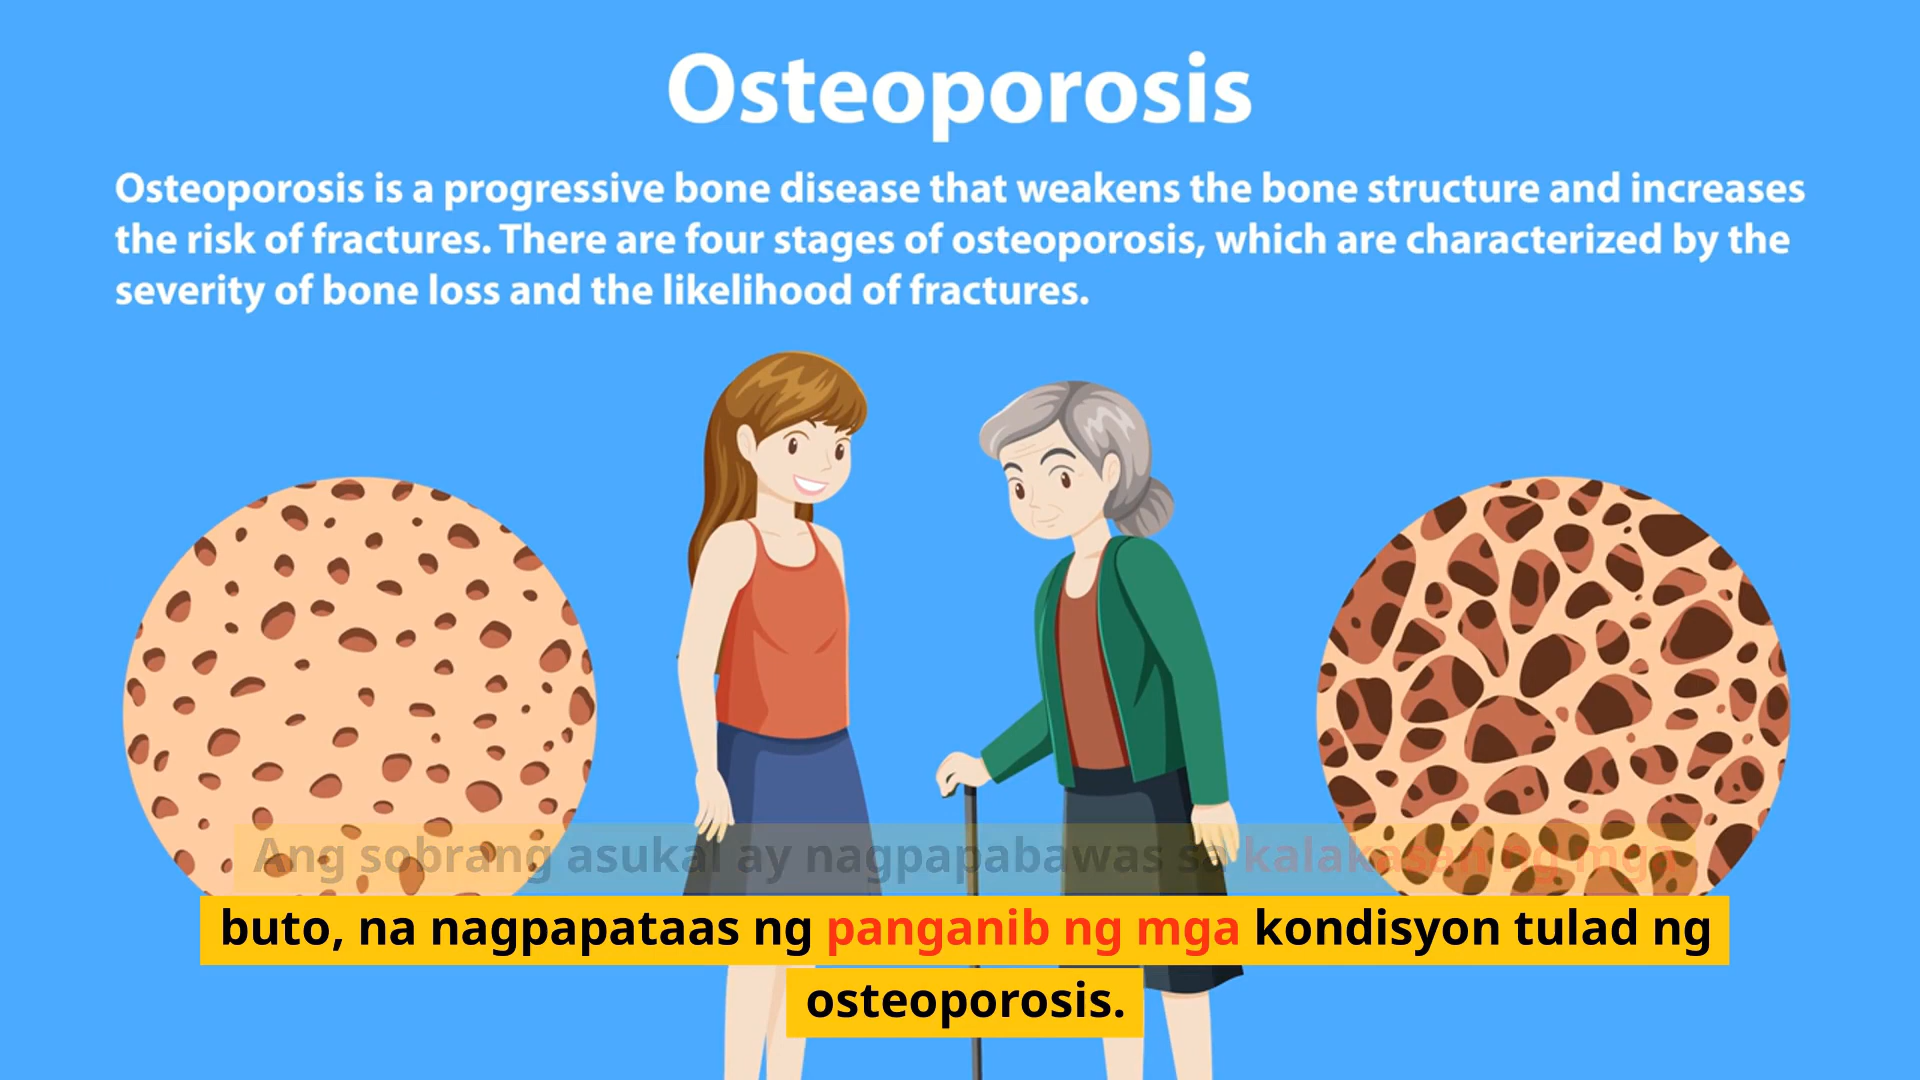 Osteoporosis
Osteoporosis is a progressive bone disease that weakens the bone structure and increases
the risk of fractures. There are four stages of osteoporosis, which are characterized by the
severity of bone loss and the likelihood of fractures.
Ang sobrang asukal ay nagpapabawas sa kalakasan ng mga
buto, na nagpapataas ng panganib ng mga kondisyon tulad ng
osteoporosis.